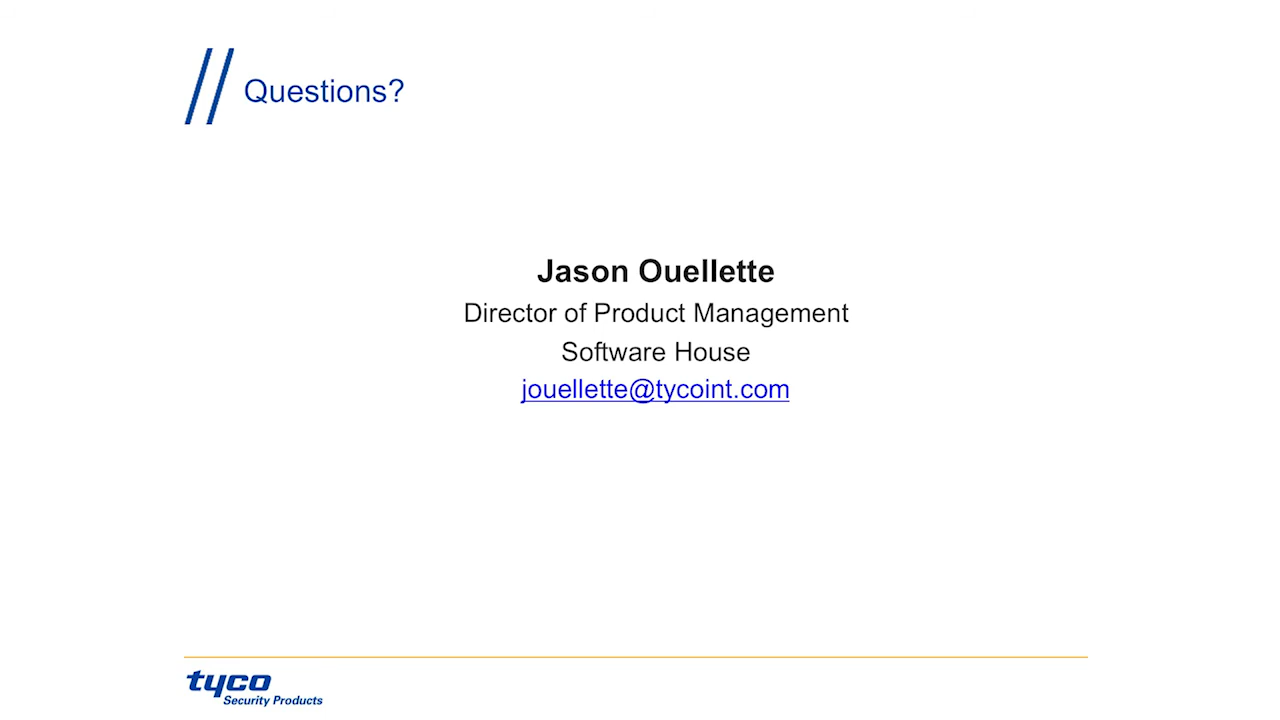 Questions?
Jason Ouellette
Director of Product Management
Software House
jouellette@tycoint.com
tyco
Security Products